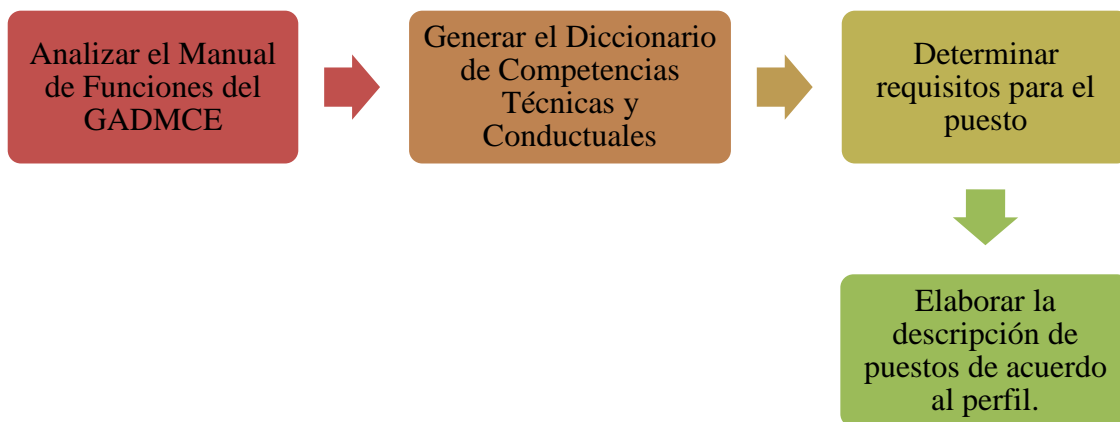 Analizar el Manual
de Funciones del
GADMCE
Generar el Diccionario
de Competencias
Técnicas y
Conductuales
Determinar
requisitos para el
puesto
Elaborar la
descripción de
puestos de acuerdo
al perfil.